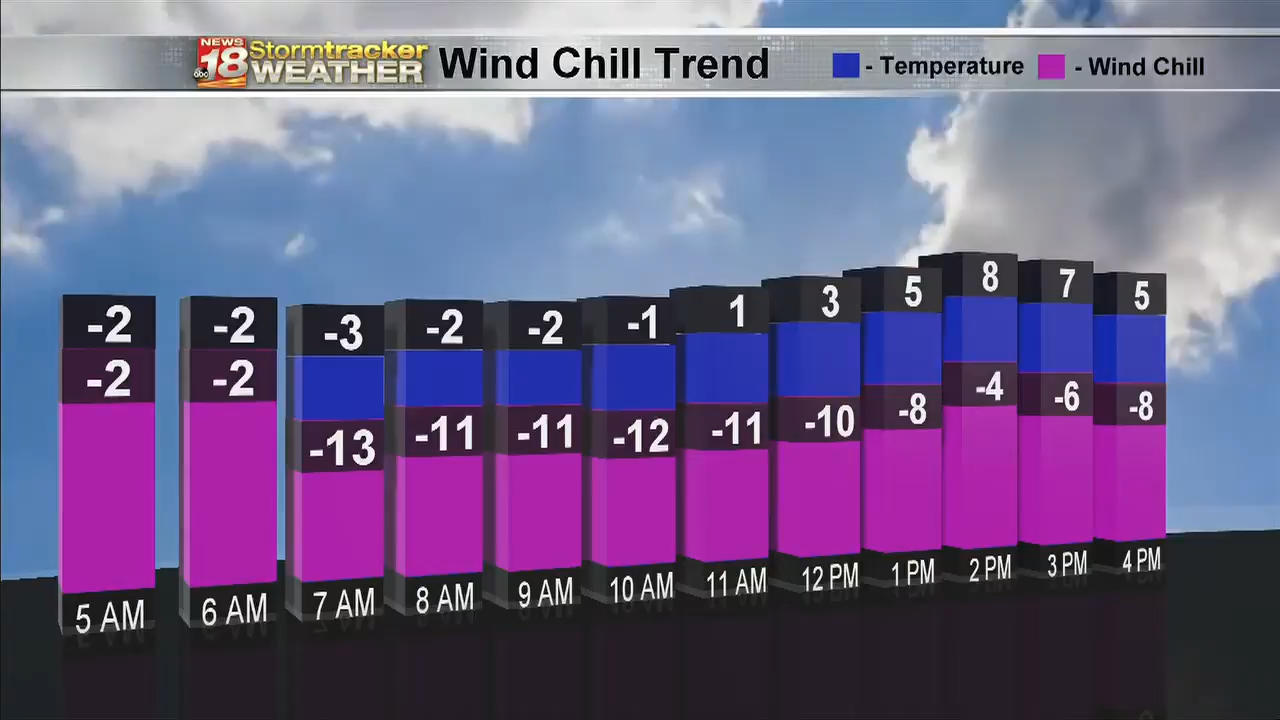 NEWS
abc 18
Stormtracker
WEATHER
Wind Chill Trend
- Temperature
- Wind Chill
-2 -2 -3 -2 -2 -1 1 3 5 8 7 5
-2 -2 -13 -11 -11 -12 -11 -10 -8 -4 -6 -8
5 AM 6 AM 7 AM 8 AM 9 AM 10 AM 11 AM 12 PM 1 PM 2 PM 3 PM 4 PM